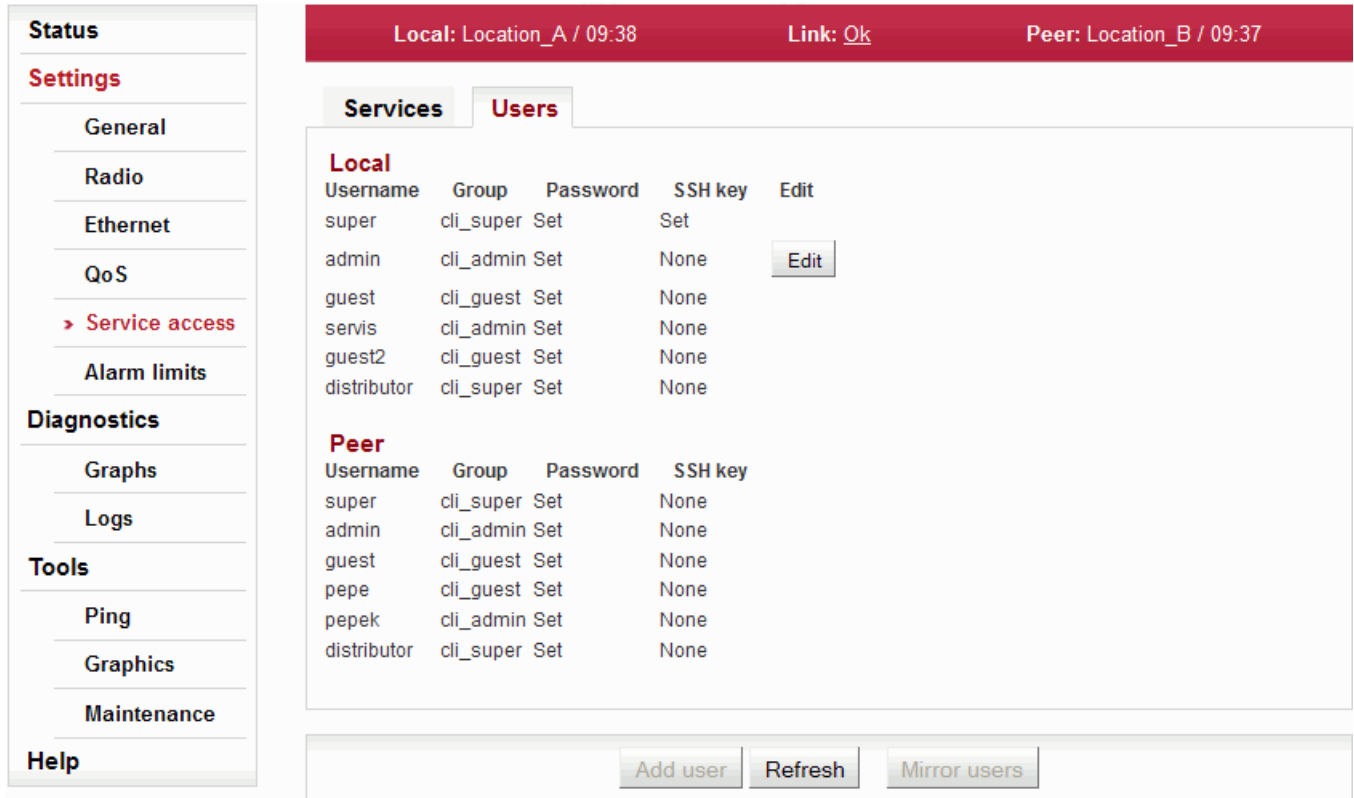 Status
Settings
General
Radio
Ethernet
QoS
Service access
Alarm limits
Diagnostics
Graphs
Logs
Tools
Ping
Graphics
Maintenance
Help
Local: Location_A / 09:38 Link: Ok Peer: Location_B / 09:37
Services Users
Local
Username Group Password SSH key Edit
super cli_super Set Set
admin cli_admin Set None Edit
guest cli_guest Set None
servis cli_admin Set None
guest2 cli_guest Set None
distributor cli_super Set None
Peer
Username Group Password SSH key
super cli_super Set None
admin cli_admin Set None
guest cli_guest Set None
pepe cli_guest Set None
pepek cli_admin Set None
distributor cli_super Set None
Add user Refresh Mirror users